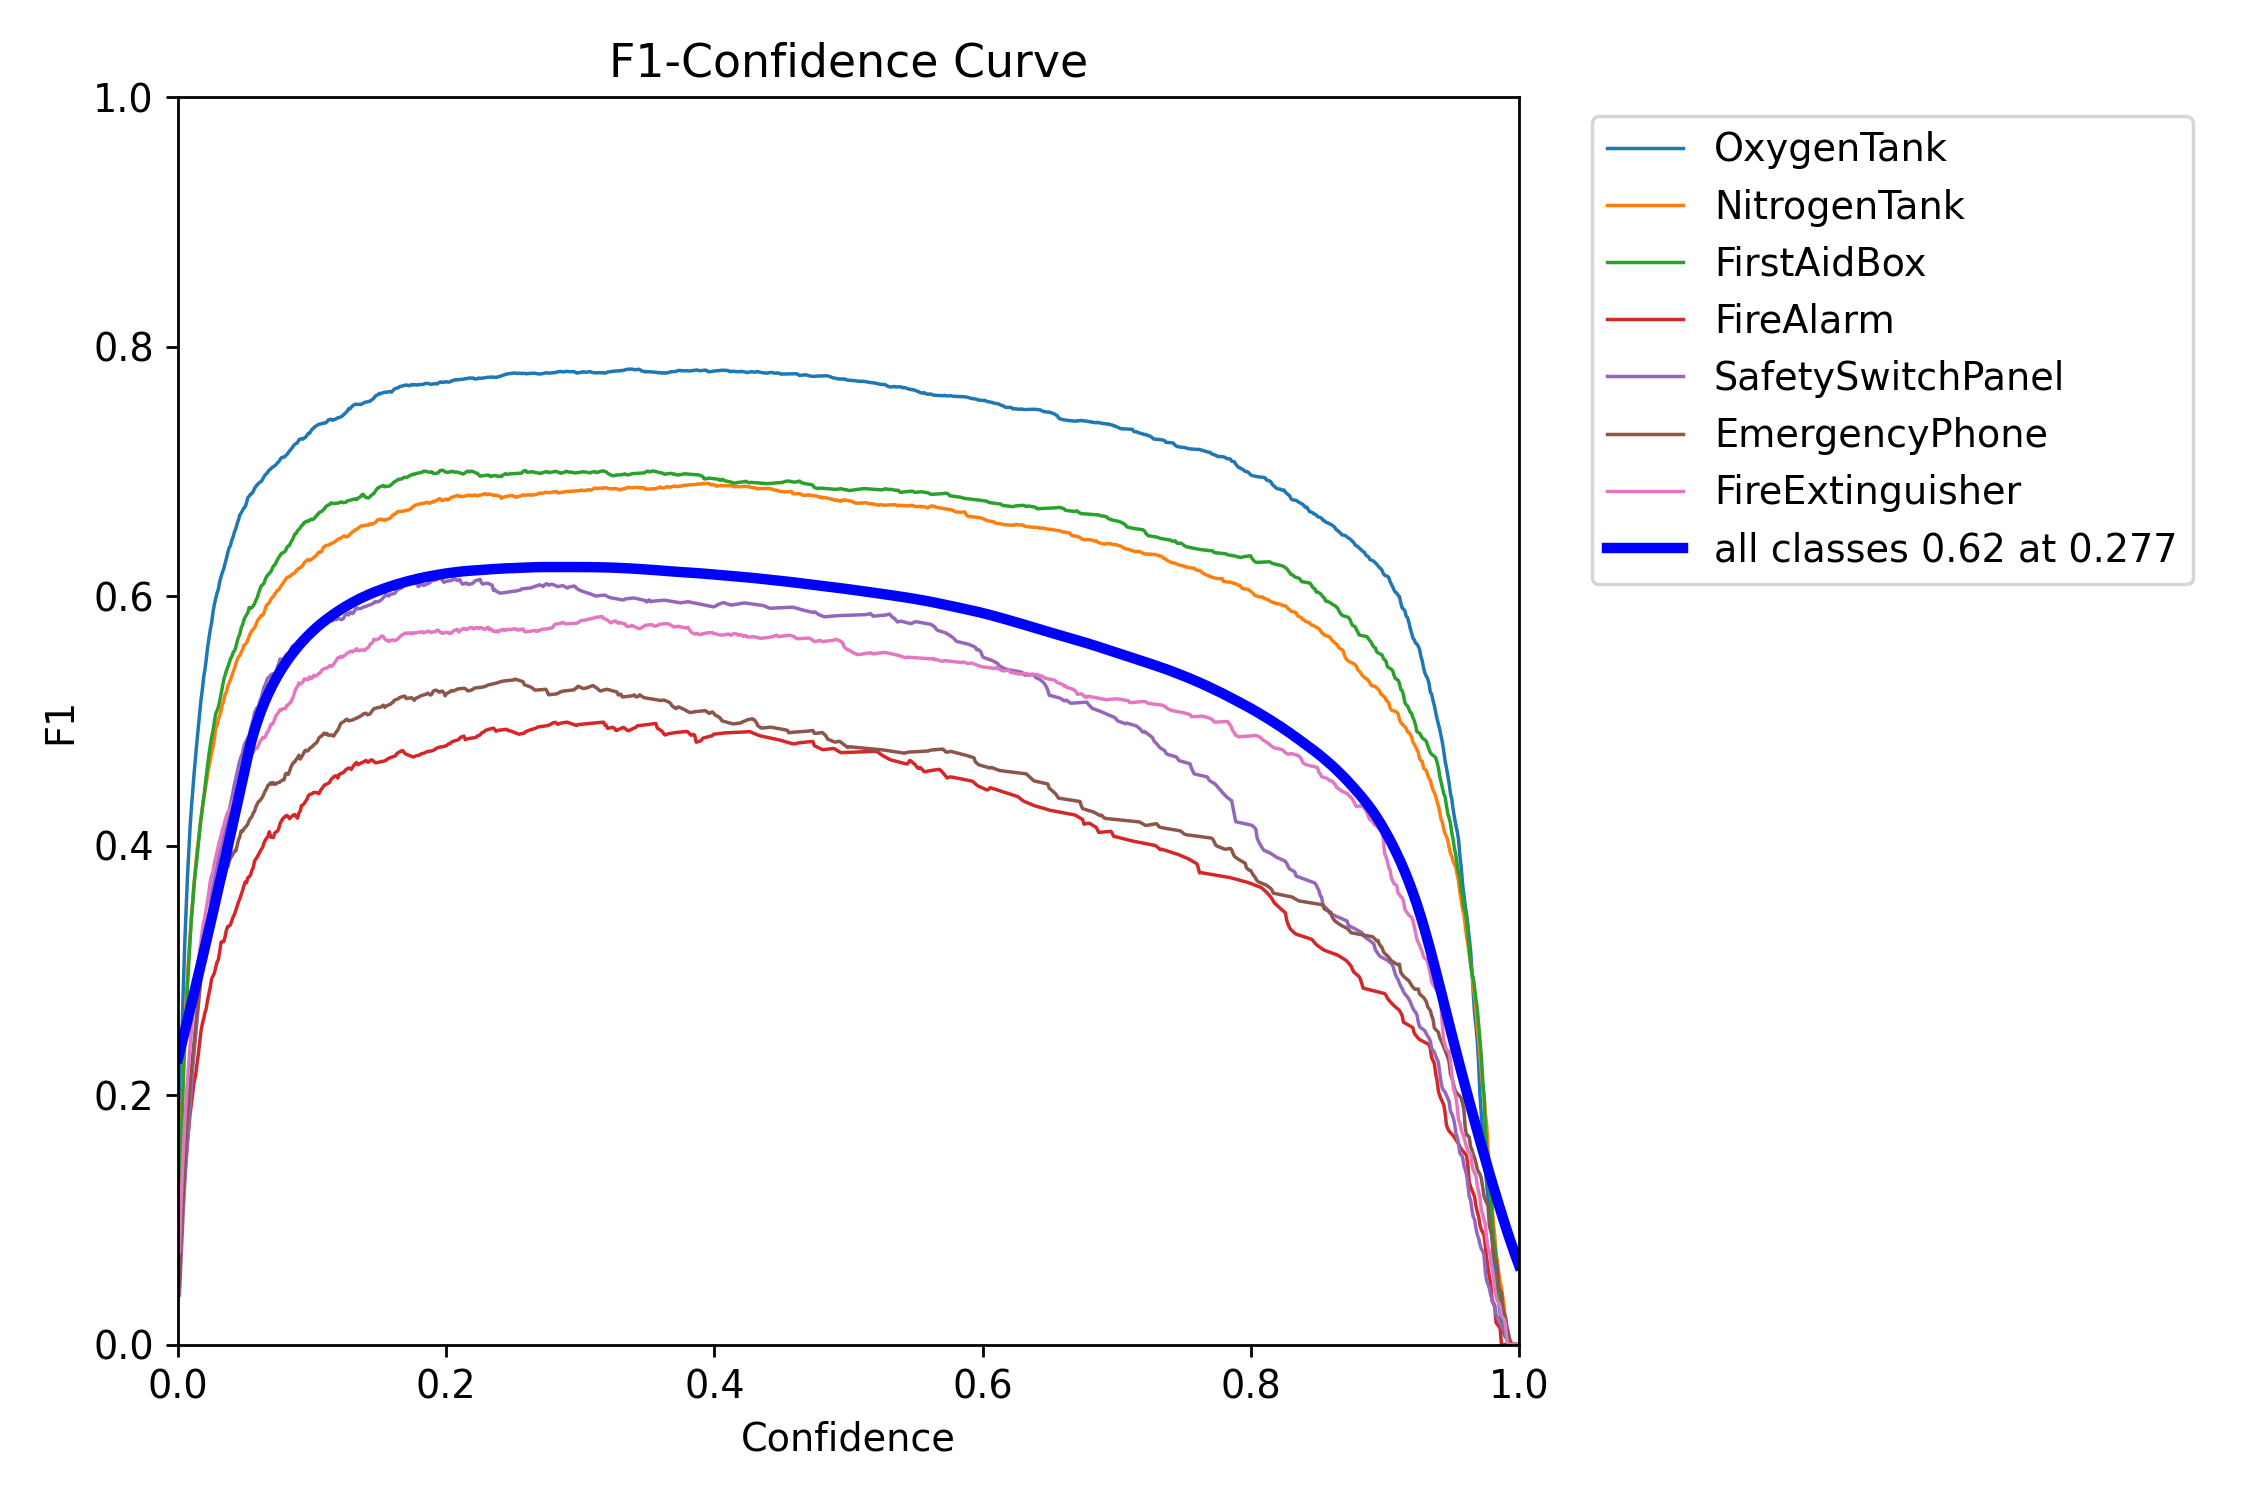 F1-Confidence Curve
1.0
0.8
0.6
0.4
0.2
0.0
F1
0.0 0.2 0.4 0.6 0.8 1.0
Confidence
OxygenTank
NitrogenTank
FirstAidBox
FireAlarm
SafetySwitchPanel
EmergencyPhone
FireExtinguisher
all classes 0.62 at 0.277